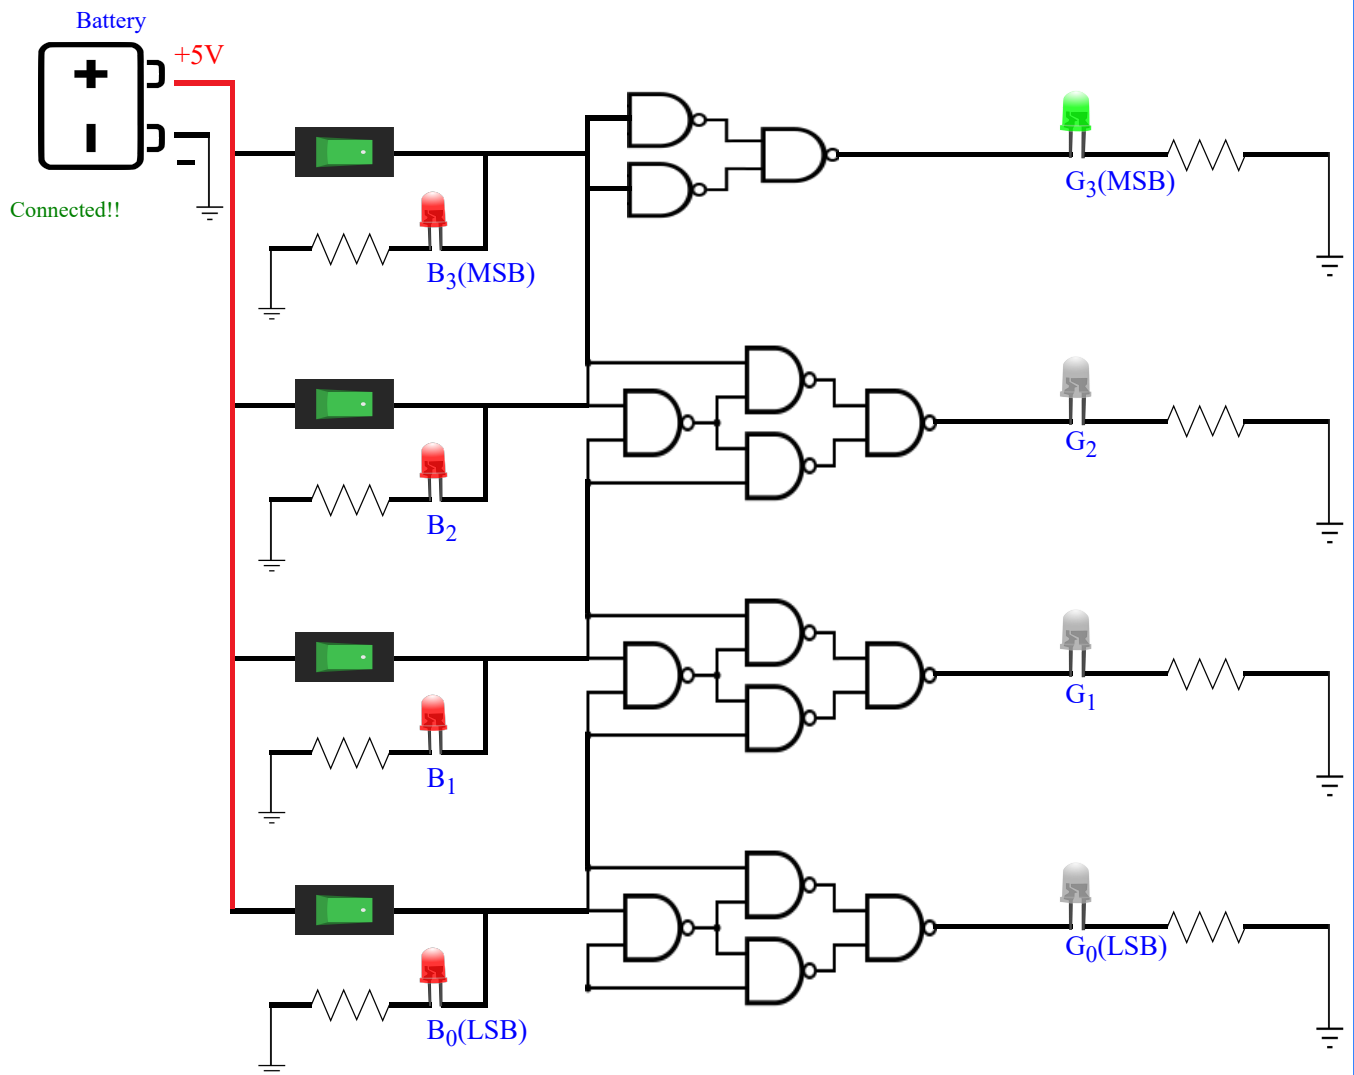 Battery
+5V
Connected!!
G3(MSB)
B3(MSB)
G2
B2
G1
B1
G0(LSB)
B0(LSB)